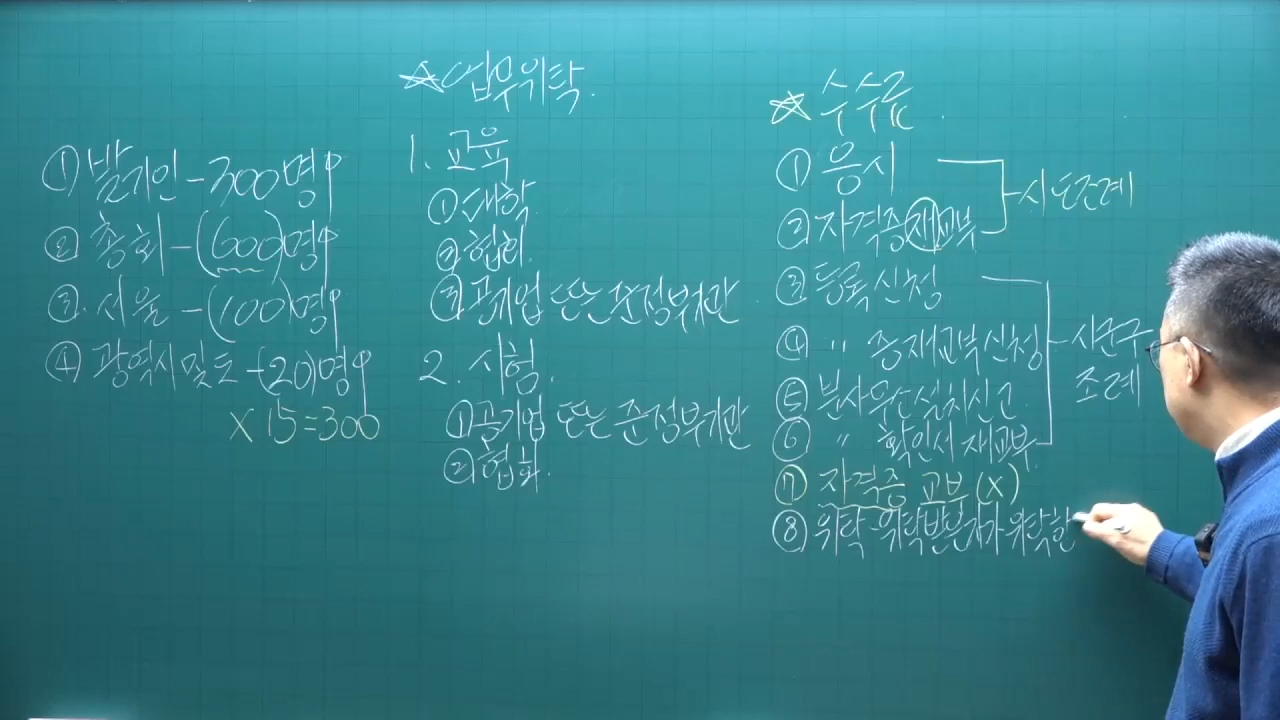 ① 발기인 - 300명↑
② 총회 - (600)명↑
③. 서울 - (100)명↑
④ 광역시 및 도 - (20)명↑
× 15 = 300
☆ 업무위탁.
1. 교육
① 대학.
② 협회.
③ 공기업 또는 준정부기관
2. 시험.
① 공기업 또는 준정부기관
② 협회.
☆ 수수료.
① 응시
② 자격증 재교부
시·도 조례
③ 등록신청
④ 〃 증재교부신청
⑤ 분사무소설치신고
⑥ 〃 확인서 재교부
시군구
조례
⑦ 자격증 교부 (×)
⑧ 위탁 - 위탁받은자가 위탁한